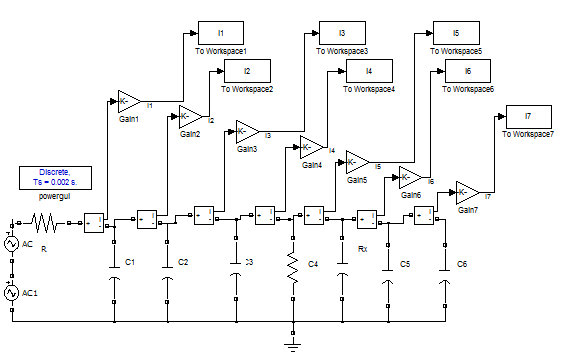 I1
To Workspace1
I3
To Workspace3
I5
To Workspace5
I2
To Workspace2
I4
To Workspace4
I6
To Workspace6
I7
To Workspace7
-K-
I1
Gain1
-K-
I2
Gain2
-K-
I3
Gain3
-K-
I4
Gain4
-K-
I5
Gain5
-K-
I6
Gain6
-K-
I7
Gain7
Discrete,
Ts = 0.002 s.
powergui
+ i -
+ i -
+ i -
+ i -
+ i -
+ i -
+ i -
+
AC
R
C1
C2
C3
C4
Rx
C5
C6
+
AC1